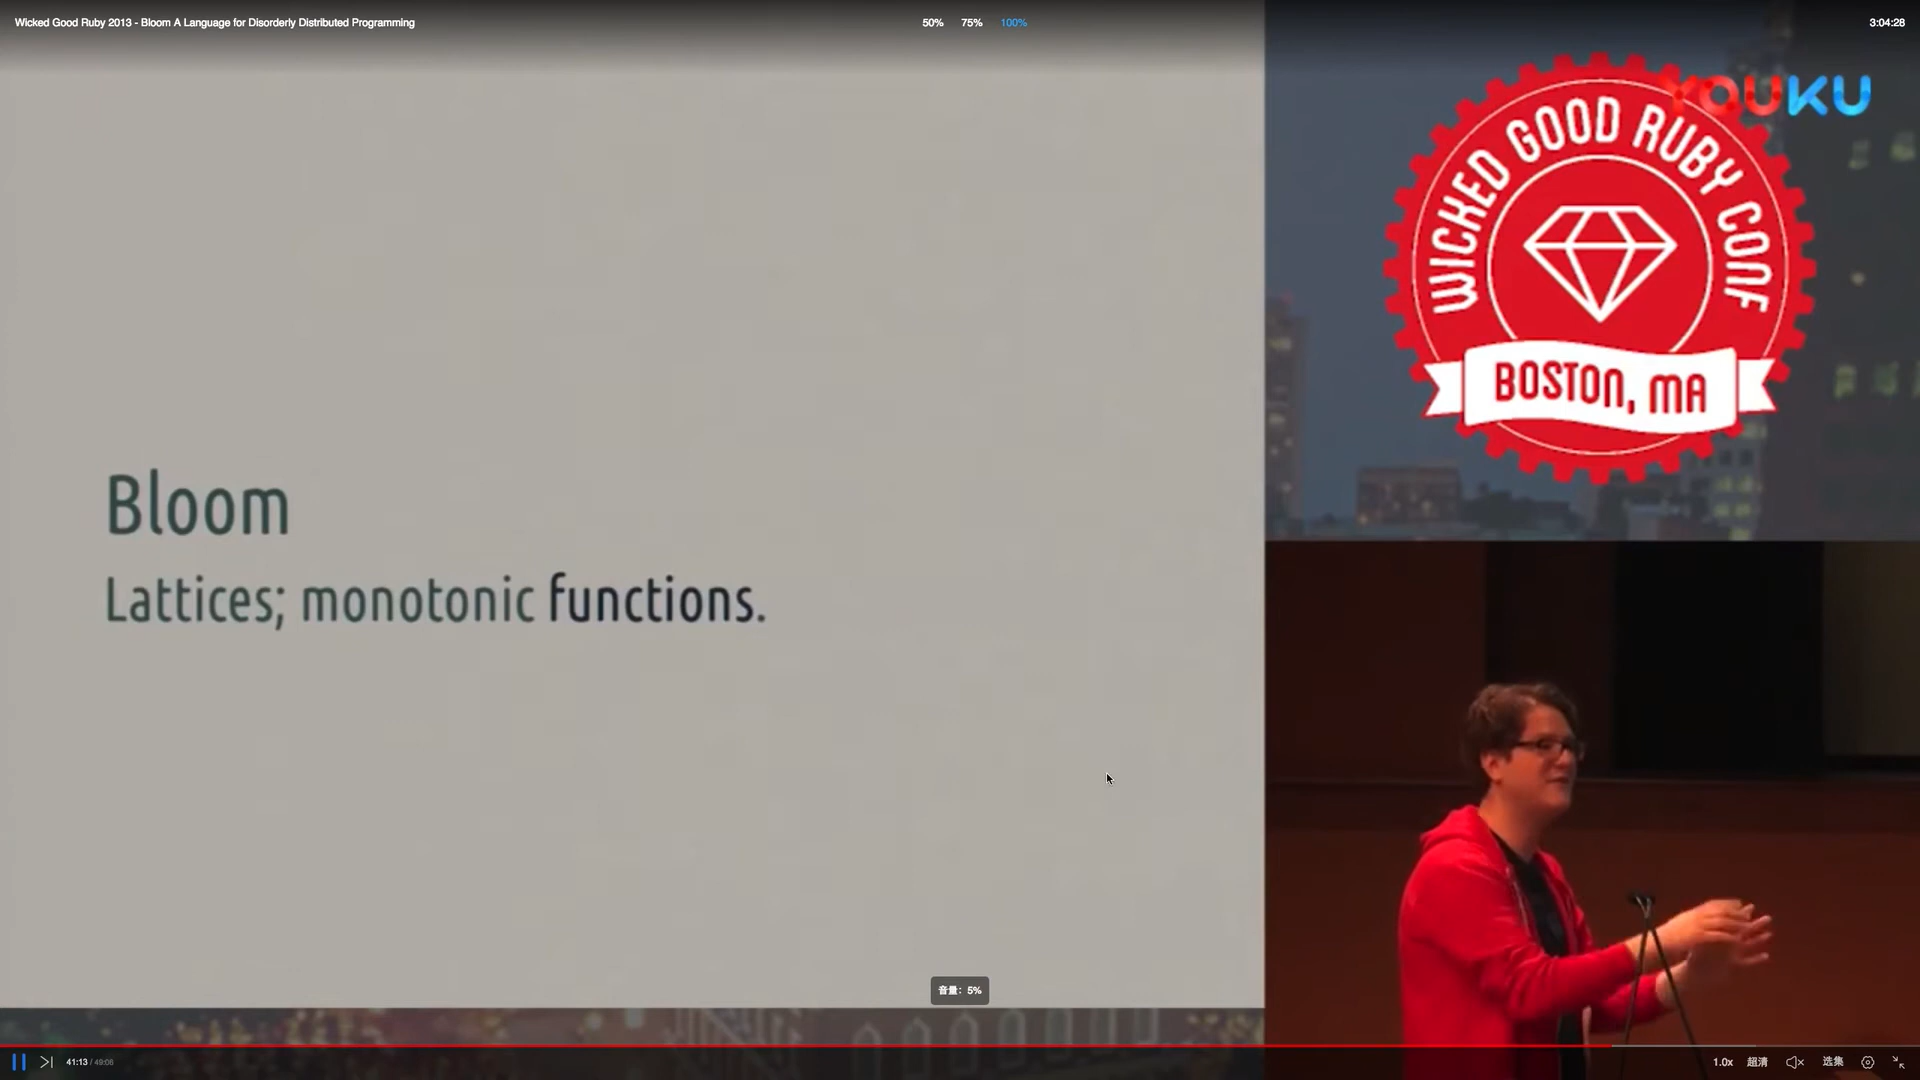 Wicked Good Ruby 2013 - Bloom A Language for Disorderly Distributed Programming
50% 75% 100%
3:04:28
YOUKU
WICKED GOOD RUBY CONF
BOSTON, MA
Bloom
Lattices; monotonic functions.
音量: 5%
41:13 / 49:08
1.0x 超清 选集